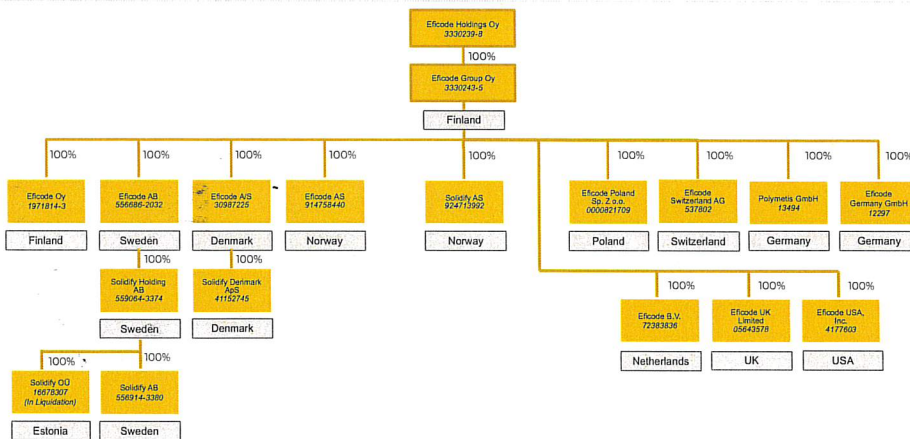 Eficode Holdings Oy
3330239-8
100%
Eficode Group Oy
3330243-5
Finland
100%
100%
100%
100%
100%
100%
100%
100%
100%
Eficode Oy
1971814-3
Eficode AB
556686-2032
Eficode A/S
30987225
Eficode AS
914758440
Solidify AS
924713992
Eficode Poland
Sp. Z o.o.
0000821709
Eficode
Switzerland AG
537802
Polymetis GmbH
13494
Eficode
Germany GmbH
12297
Finland
Sweden
Denmark
Norway
Norway
Poland
Switzerland
Germany
Germany
100%
100%
Solidify Holding
AB
559064-3374
Solidify Denmark
ApS
41152745
Sweden
Denmark
100%
100%
100%
Eficode B.V.
72383836
Eficode UK
Limited
05643578
Eficode USA,
Inc.
4177603
Netherlands
UK
USA
100%
100%
Solidify OÜ
16678307
(In Liquidation)
Solidify AB
556914-3380
Estonia
Sweden